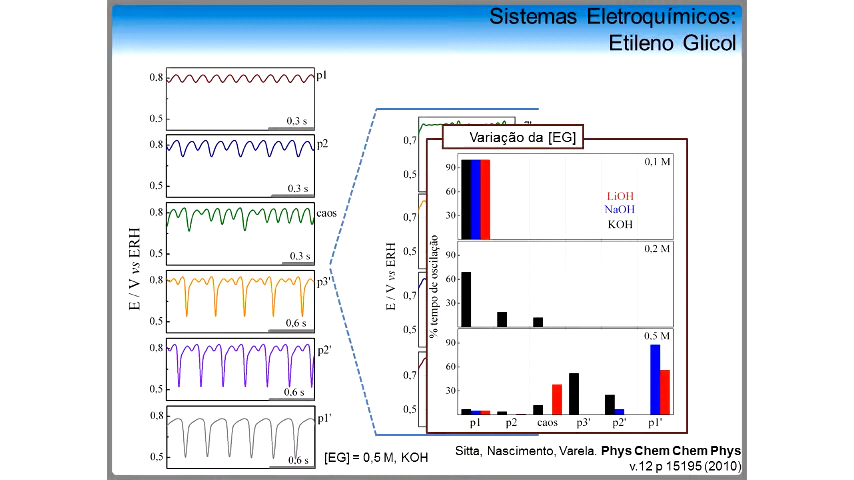 Sistemas Eletroquímicos:
Etileno Glicol
E / V vs ERH
0,8
0,5
p1
0,3 s
0,8
0,5
p2
0,3 s
0,8
0,5
caos
0,3 s
0,8
0,5
p3'
0,6 s
0,8
0,5
p2'
0,6 s
0,8
0,5
p1'
0,6 s
[EG] = 0,5 M, KOH
E / V vs ERH
0,7
0,5
0,7
0,5
0,7
0,5
0,7
0,5
Variação da [EG]
% tempo de oscilação
90
60
30
0,1 M
LiOH
NaOH
KOH
90
60
30
0,2 M
90
60
30
0,5 M
p1 p2 caos p3' p2' p1'
Sitta, Nascimento, Varela. Phys Chem Chem Phys
v.12 p 15195 (2010)